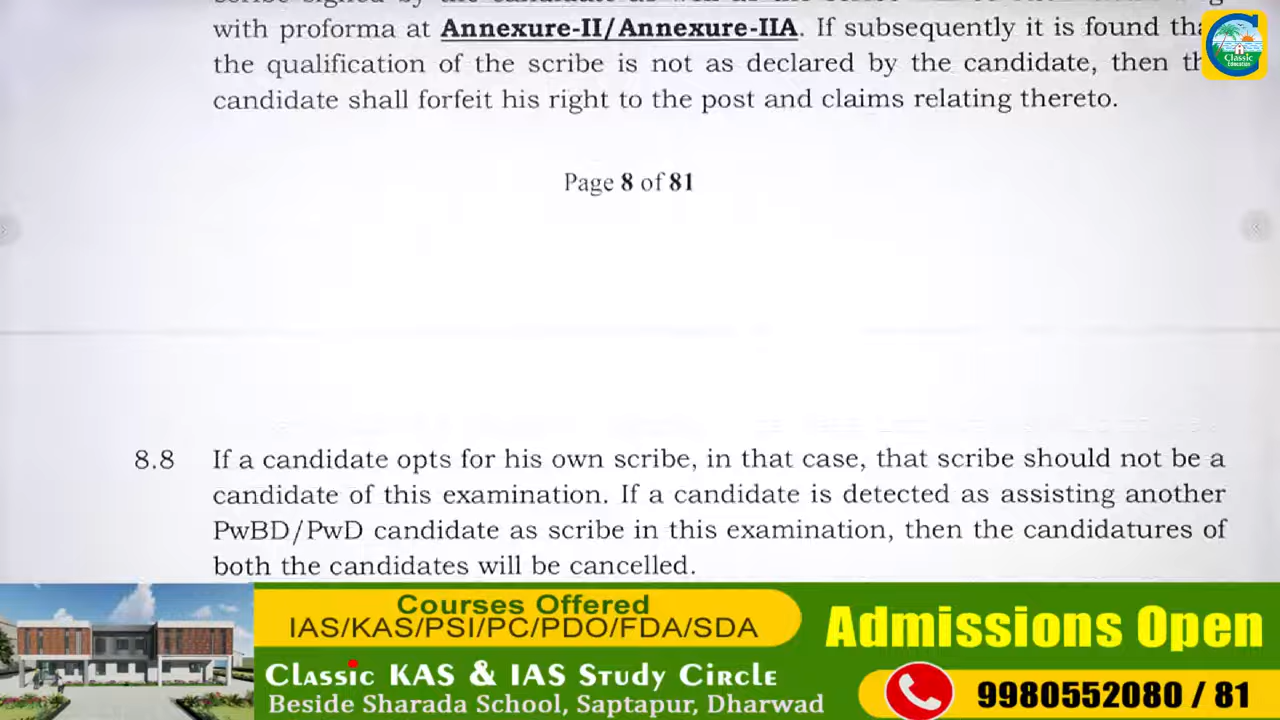 with proforma at Annexure-II/Annexure-IIA. If subsequently it is found
the qualification of the scribe is not as declared by the candidate, then
candidate shall forfeit his right to the post and claims relating thereto.
Classic
Education
Page 8 of 81
8.8 If a candidate opts for his own scribe, in that case, that scribe should not be a
candidate of this examination. If a candidate is detected as assisting another
PwBD/PwD candidate as scribe in this examination, then the candidatures of
both the candidates will be cancelled.
Courses Offered
IAS/KAS/PSI/PC/PDO/FDA/SDA
Admissions Open
Classic KAS & IAS Study Circle
Beside Sharada School, Saptapur, Dharwad
9980552080 / 81